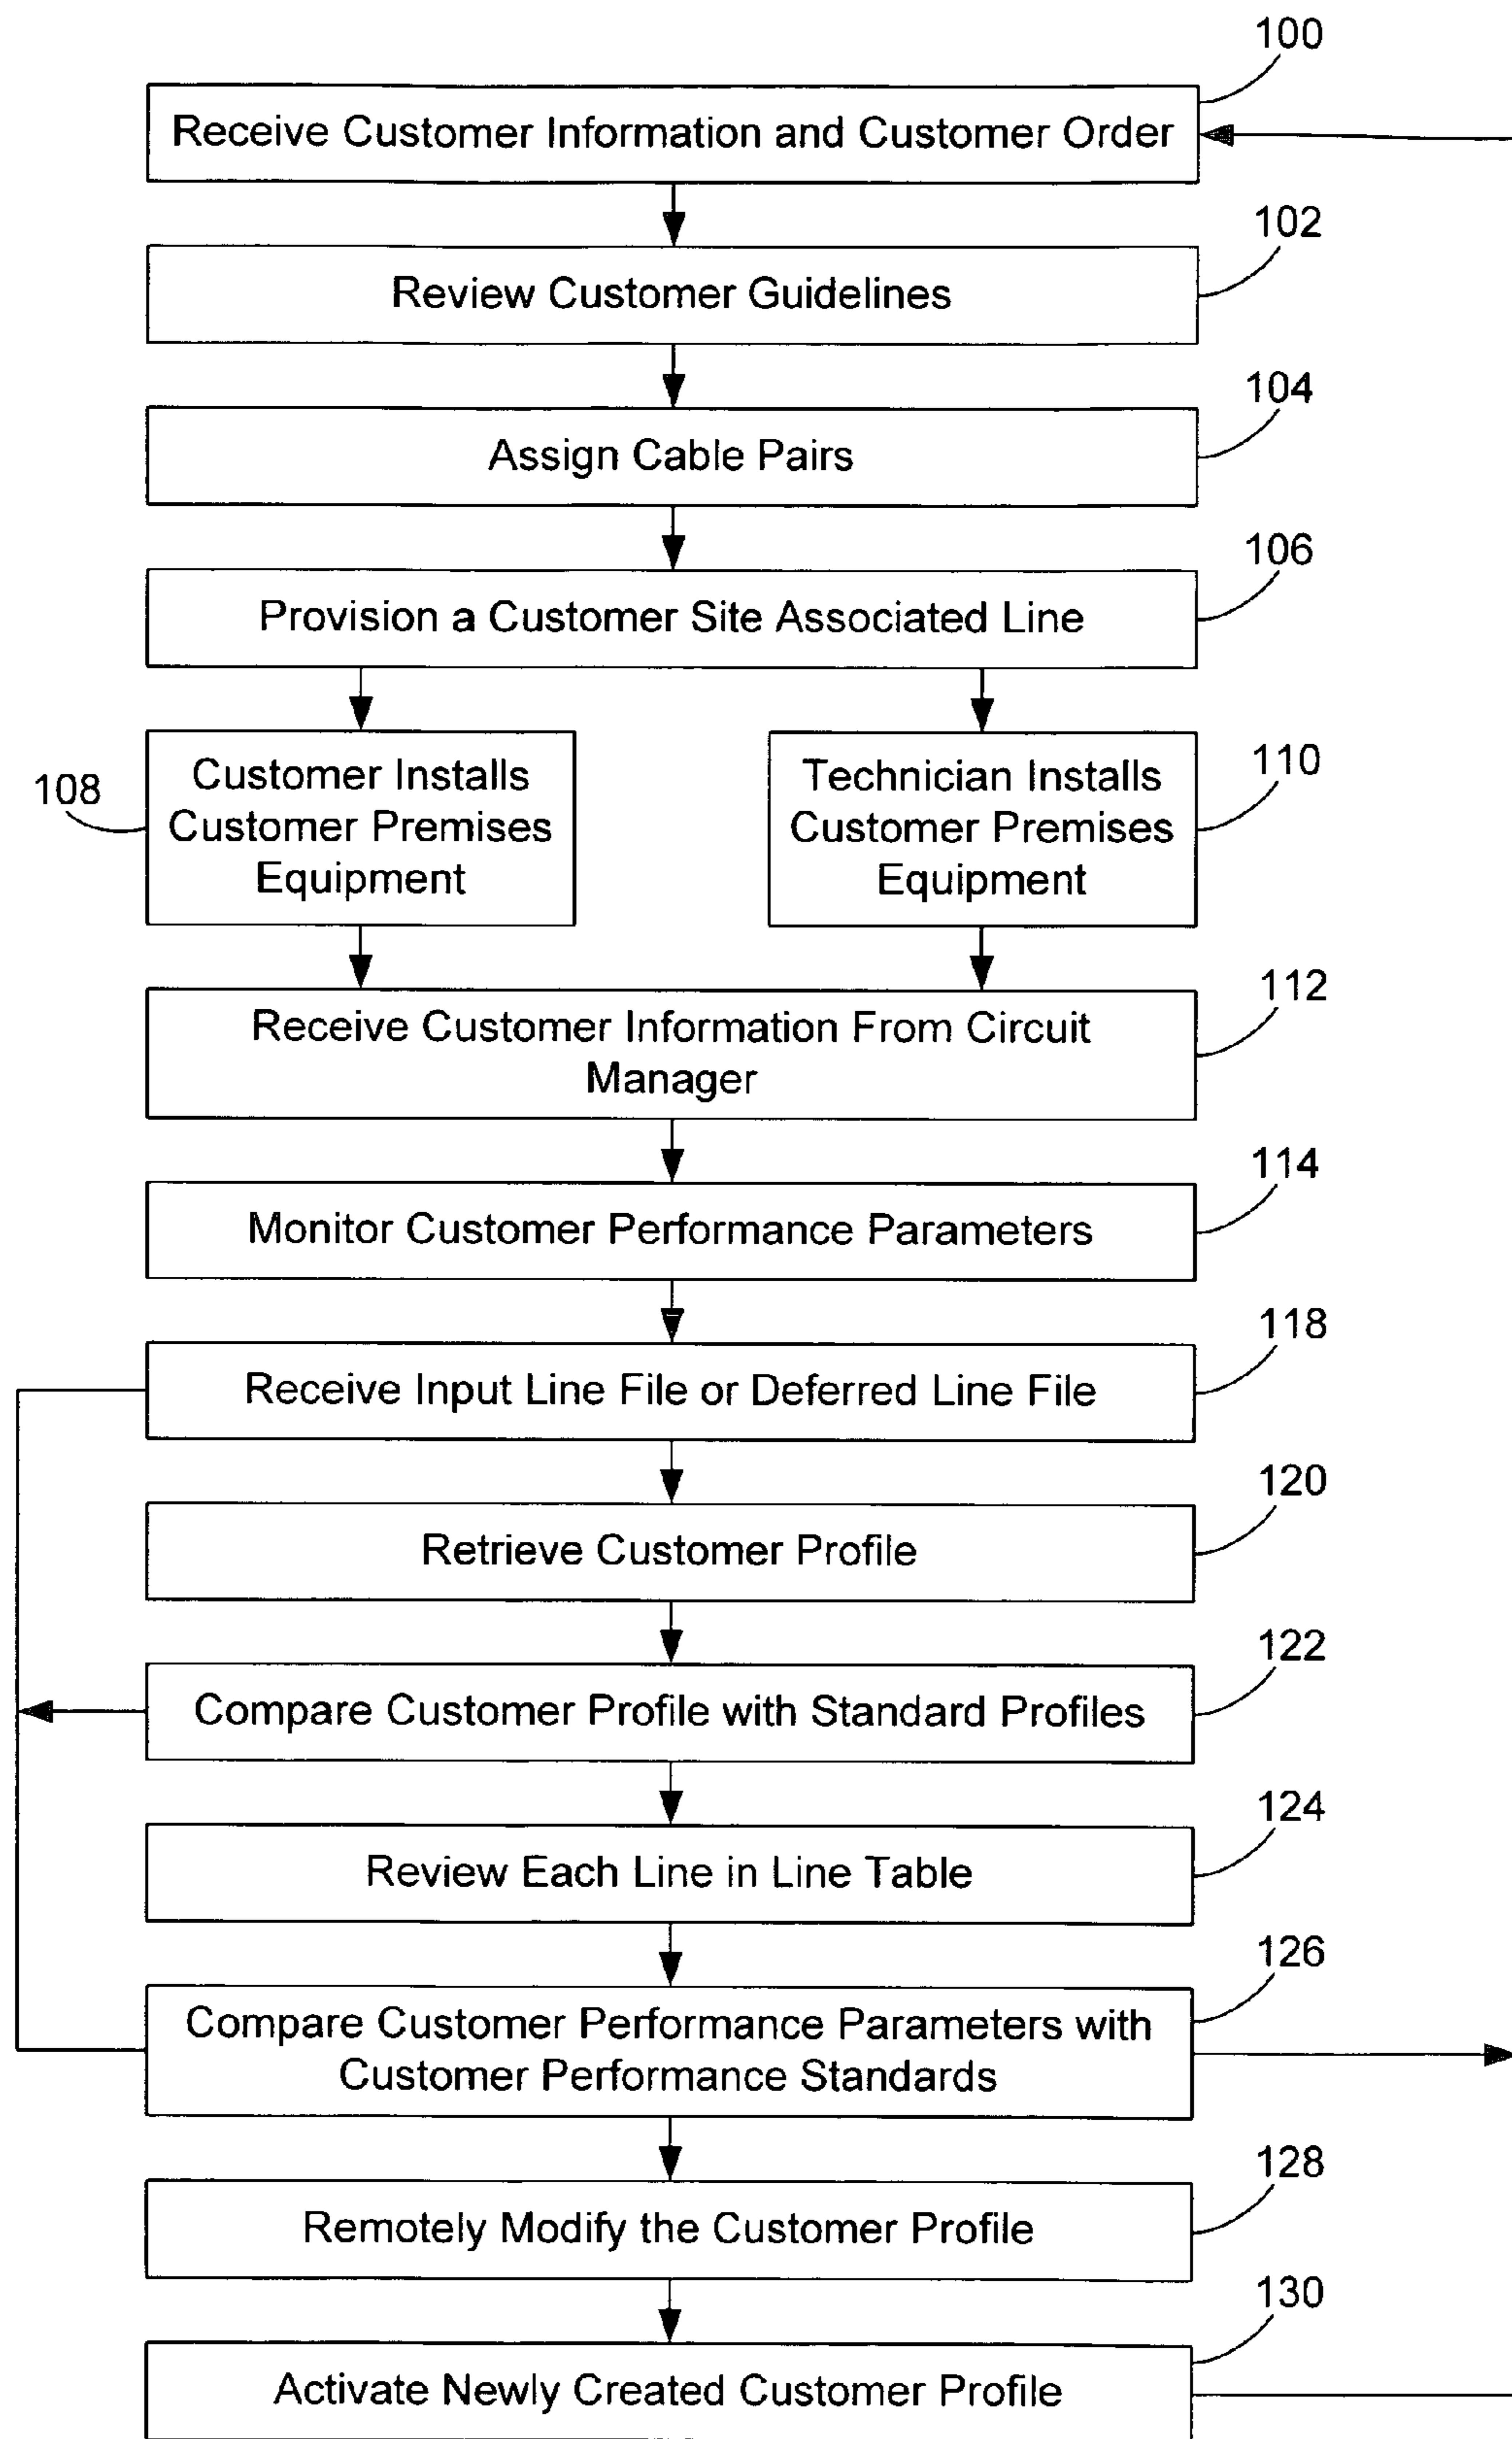 100
Receive Customer Information and Customer Order
102
Review Customer Guidelines
104
Assign Cable Pairs
106
Provision a Customer Site Associated Line
108
Customer Installs
Customer Premises
Equipment
110
Technician Installs
Customer Premises
Equipment
112
Receive Customer Information From Circuit
Manager
114
Monitor Customer Performance Parameters
118
Receive Input Line File or Deferred Line File
120
Retrieve Customer Profile
122
Compare Customer Profile with Standard Profiles
124
Review Each Line in Line Table
126
Compare Customer Performance Parameters with
Customer Performance Standards
128
Remotely Modify the Customer Profile
130
Activate Newly Created Customer Profile